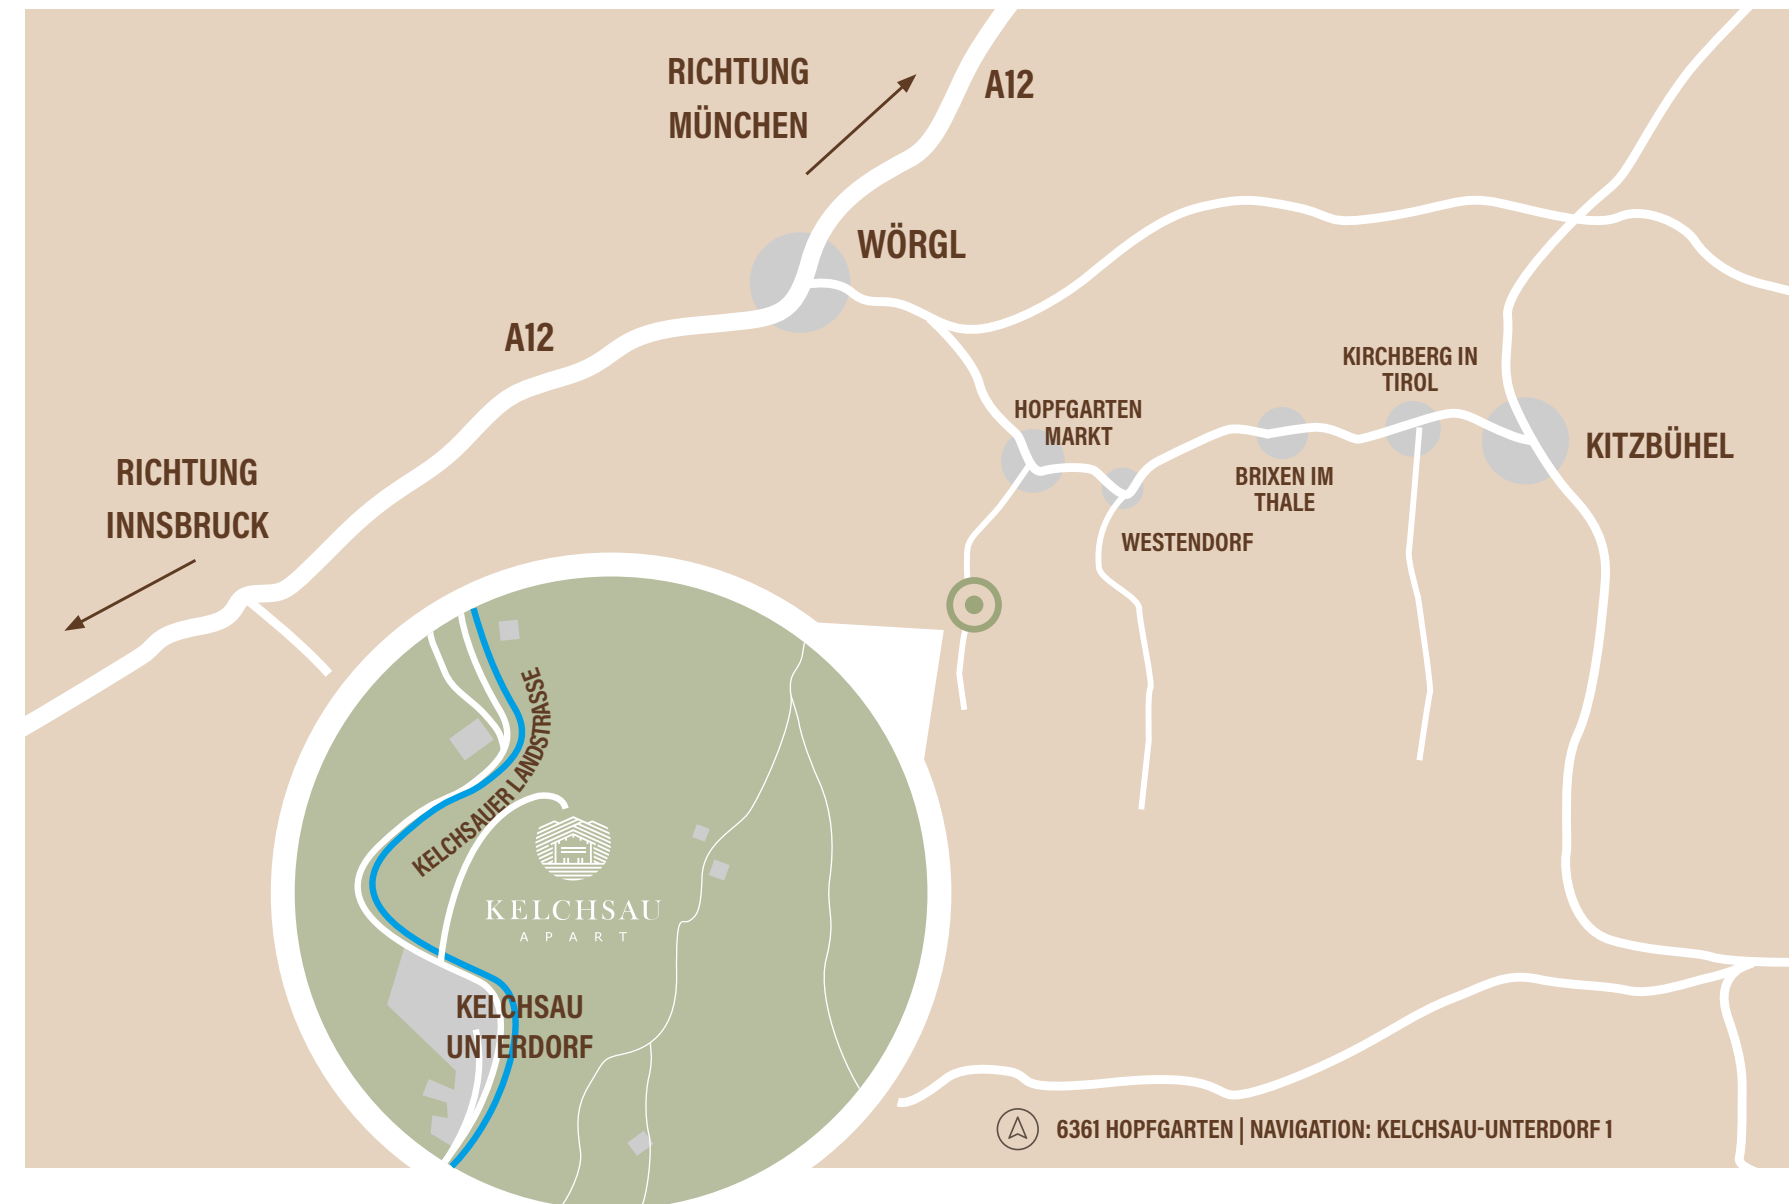 RICHTUNG
MÜNCHEN
A12
WÖRGL
A12
KIRCHBERG IN
TIROL
HOPFGARTEN
MARKT
KITZBÜHEL
RICHTUNG
INNSBRUCK
BRIXEN IM
THALE
WESTENDORF
KELCHSAUER LANDSTRASSE
KELCHSAU
APART
KELCHSAU
UNTERDORF
6361 HOPFGARTEN | NAVIGATION: KELCHSAU-UNTERDORF 1